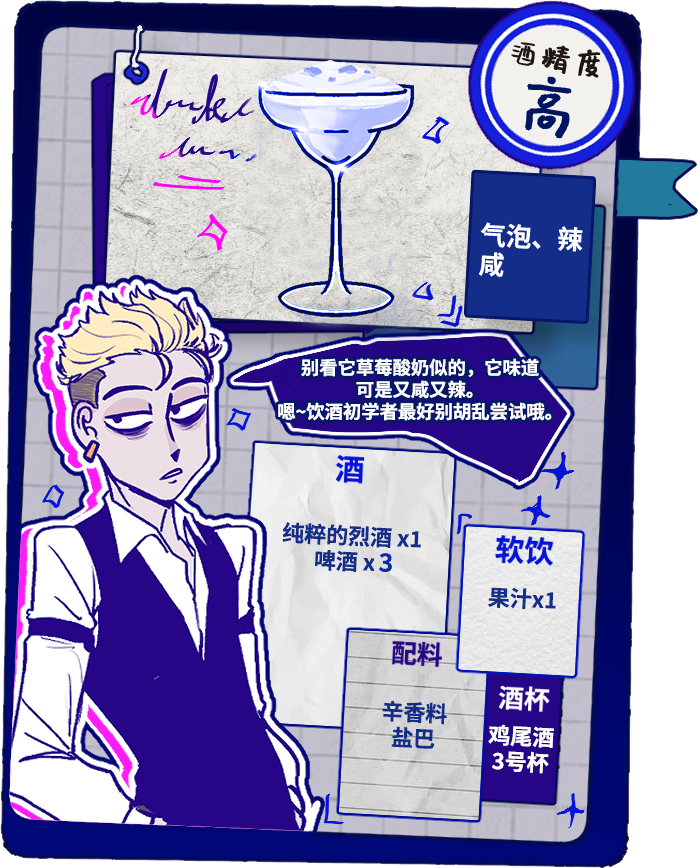 酒精度
高
气泡、辣
咸
别看它草莓酸奶似的，它味道
可是又咸又辣。
嗯~饮酒初学者最好别胡乱尝试哦。
酒
纯粹的烈酒 x1
啤酒 x 3
软饮
果汁x1
配料
辛香料
盐巴
酒杯
鸡尾酒
3号杯